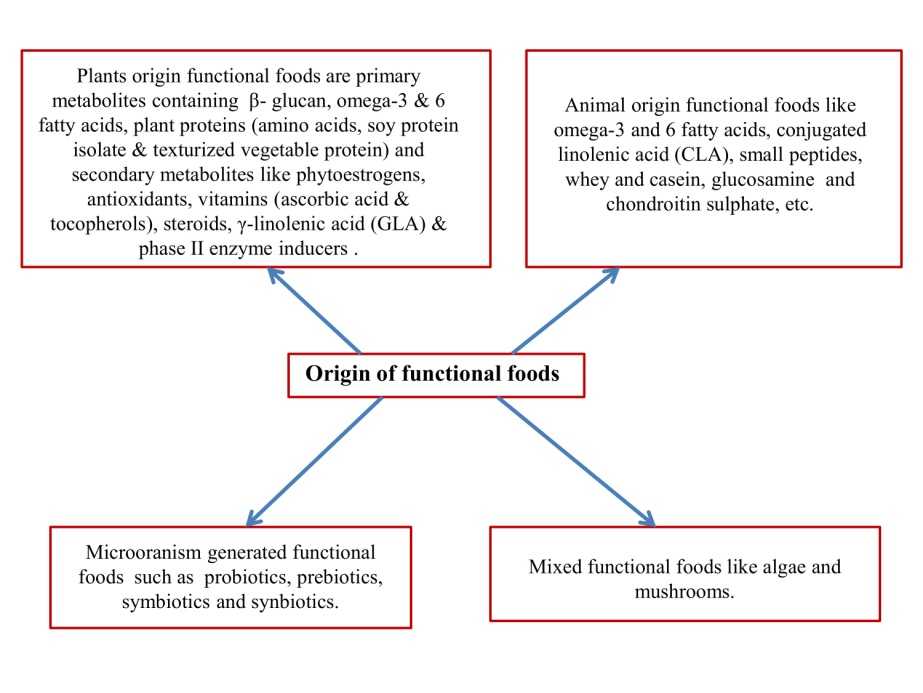 Plants origin functional foods are primary
metabolites containing β- glucan, omega-3 & 6
fatty acids, plant proteins (amino acids, soy protein
isolate & texturized vegetable protein) and
secondary metabolites like phytoestrogens,
antioxidants, vitamins (ascorbic acid &
tocopherols), steroids, γ-linolenic acid (GLA) &
phase II enzyme inducers .
Animal origin functional foods like
omega-3 and 6 fatty acids, conjugated
linolenic acid (CLA), small peptides,
whey and casein, glucosamine and
chondroitin sulphate, etc.
Origin of functional foods
Microoranism generated functional
foods such as probiotics, prebiotics,
symbiotics and synbiotics.
Mixed functional foods like algae and
mushrooms.